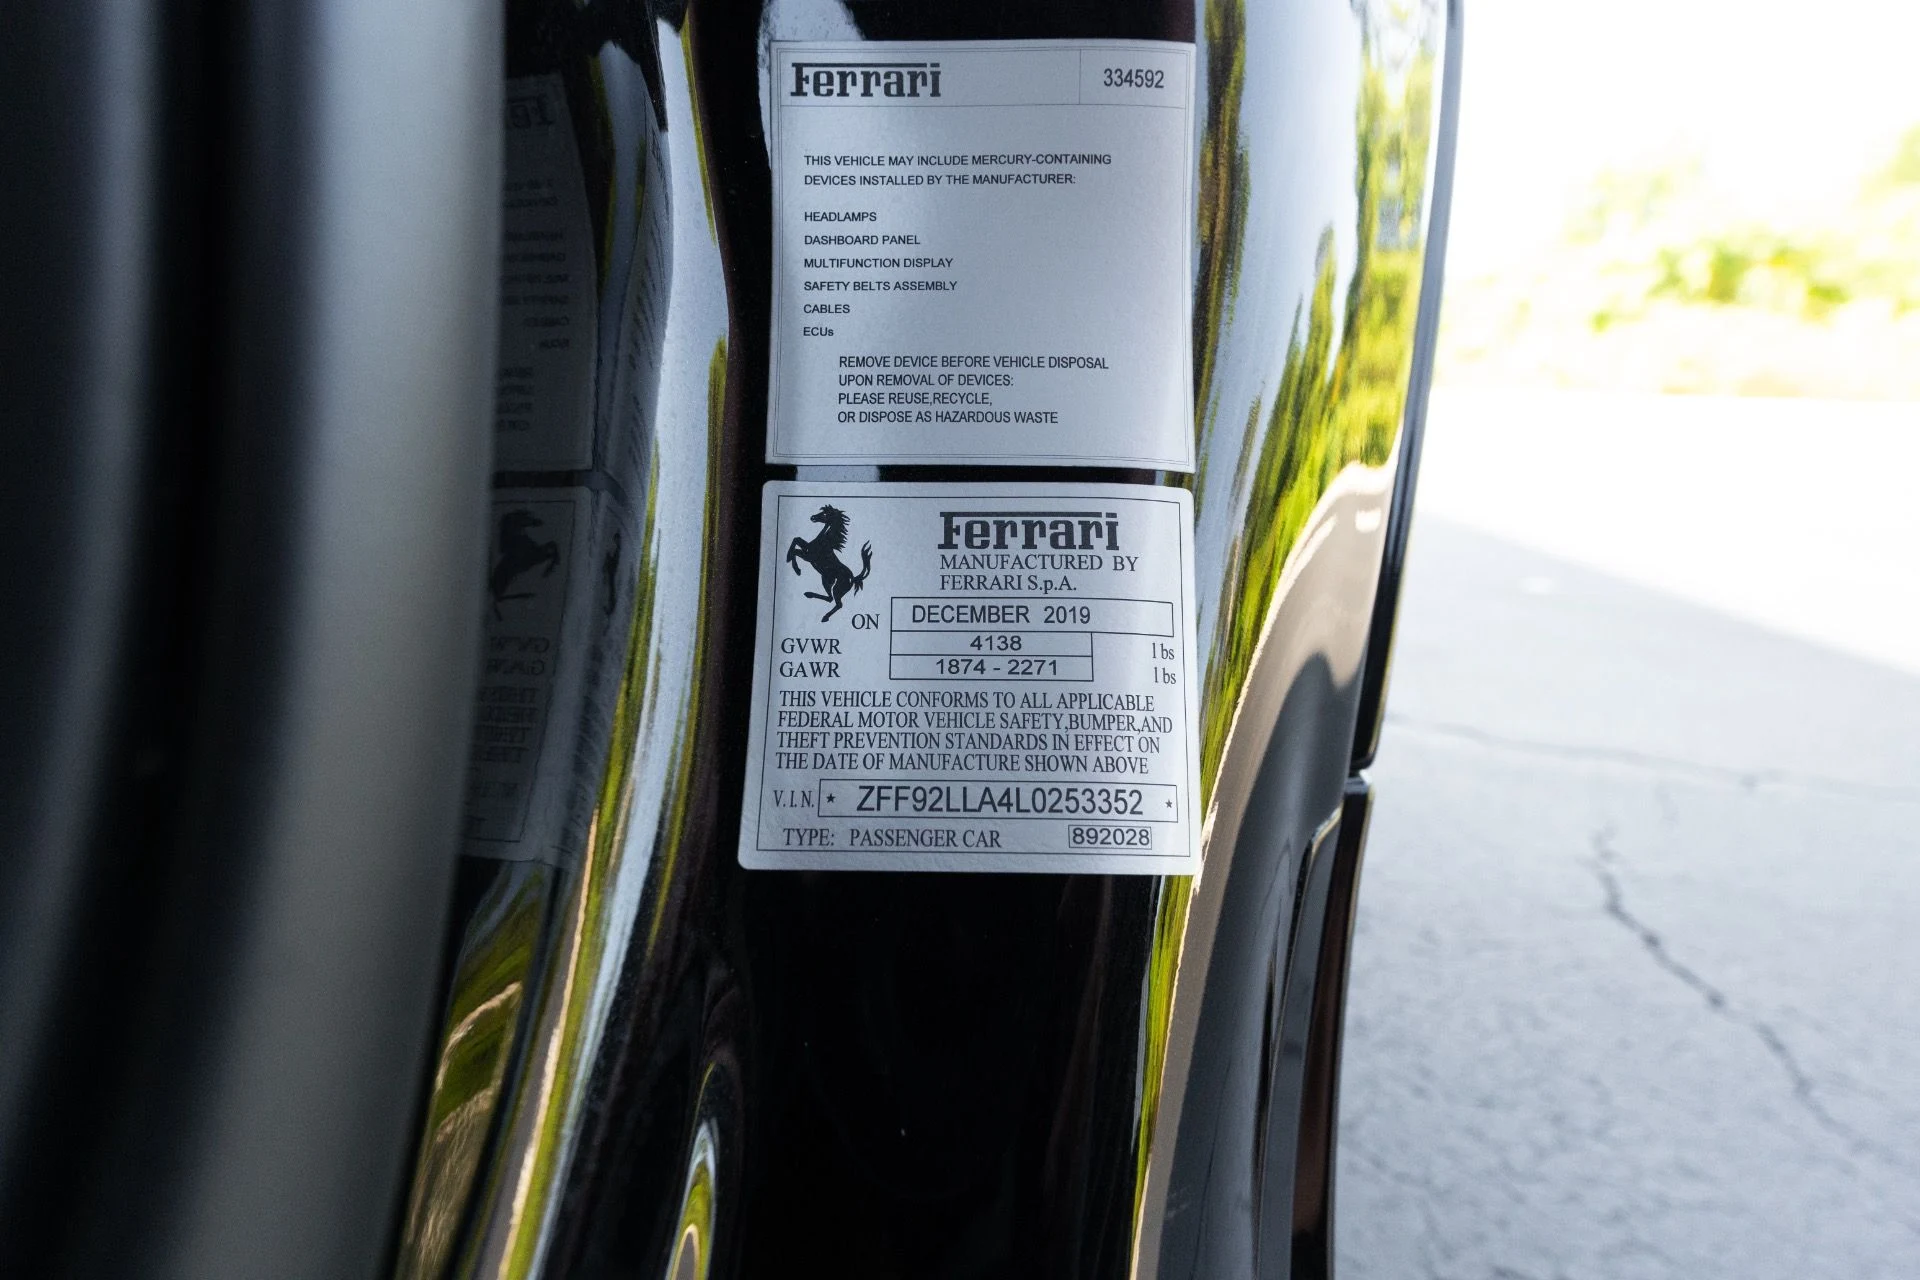 Ferrari 334592
THIS VEHICLE MAY INCLUDE MERCURY-CONTAINING
DEVICES INSTALLED BY THE MANUFACTURER:
HEADLAMPS
DASHBOARD PANEL
MULTIFUNCTION DISPLAY
SAFETY BELTS ASSEMBLY
CABLES
ECUs
REMOVE DEVICE BEFORE VEHICLE DISPOSAL
UPON REMOVAL OF DEVICES:
PLEASE REUSE,RECYCLE,
OR DISPOSE AS HAZARDOUS WASTE
Ferrari
MANUFACTURED BY
FERRARI S.p.A.
ON DECEMBER 2019
GVWR 4138 lbs
GAWR 1874 - 2271 lbs
THIS VEHICLE CONFORMS TO ALL APPLICABLE
FEDERAL MOTOR VEHICLE SAFETY,BUMPER,AND
THEFT PREVENTION STANDARDS IN EFFECT ON
THE DATE OF MANUFACTURE SHOWN ABOVE
V.I.N. * ZFF92LLA4L0253352 *
TYPE: PASSENGER CAR 892028